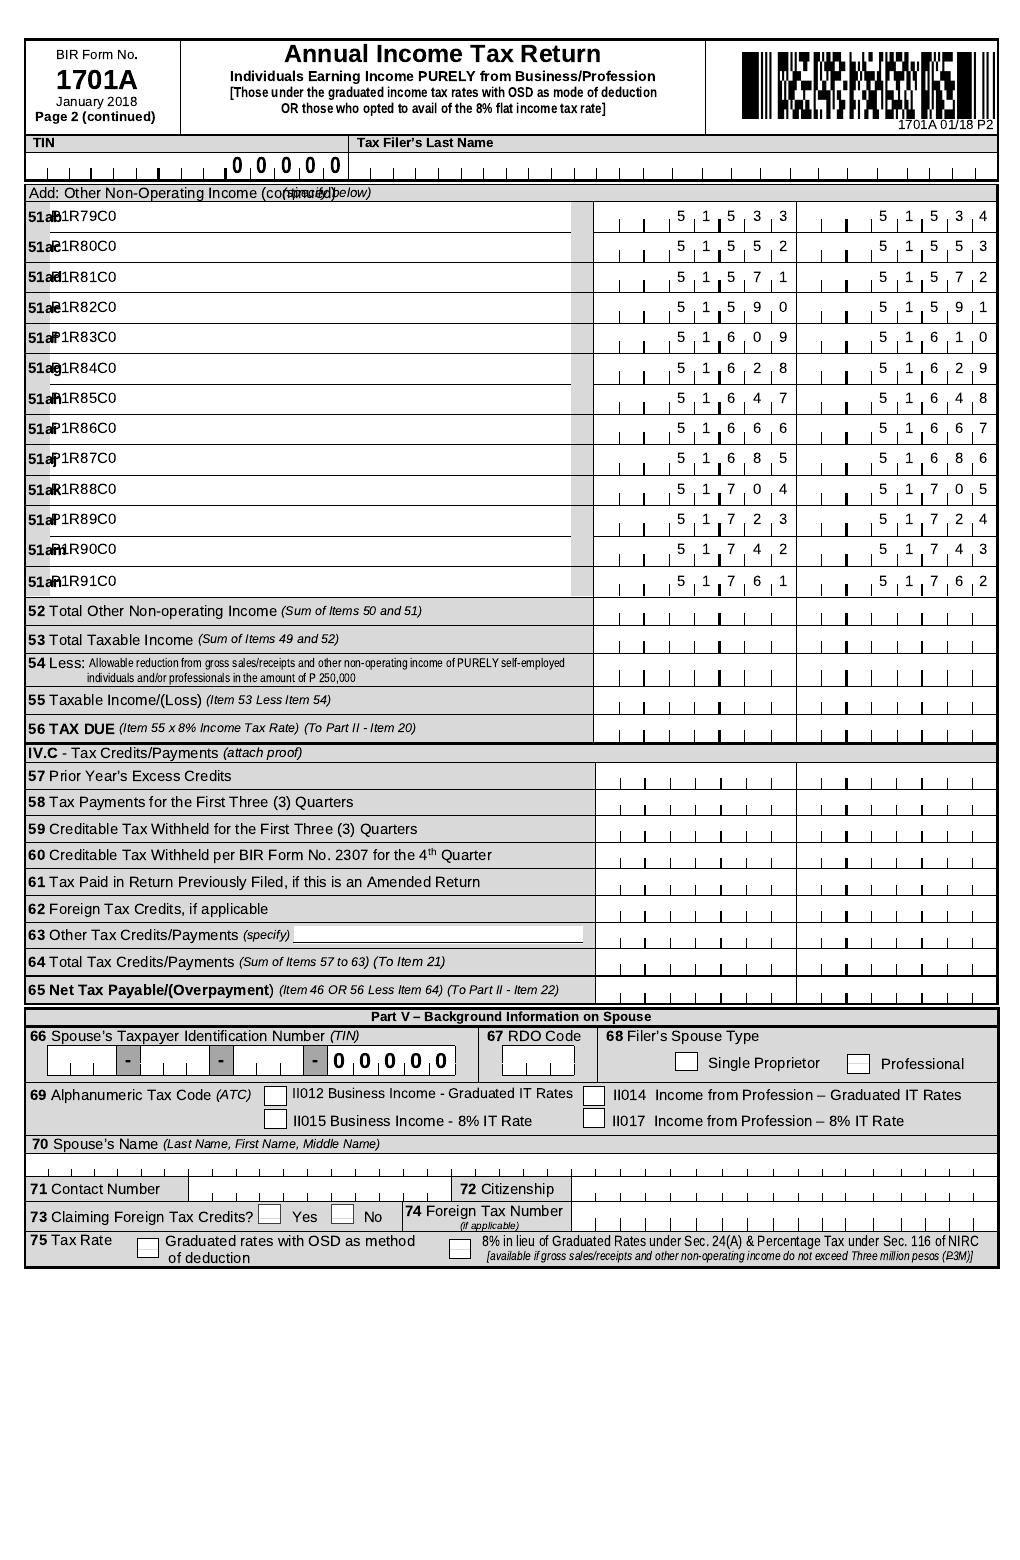 BIR Form No.
1701A
January 2018
Page 2 (continued)
Annual Income Tax Return
Individuals Earning Income PURELY from Business/Profession
[Those under the graduated income tax rates with OSD as mode of deduction
OR those who opted to avail of the 8% flat income tax rate]
1701A 01/18 P2
TIN
Tax Filer's Last Name
0 0 0 0 0
Add: Other Non-Operating Income (continued) (specify below)
51ab P1R79C0 5 1 5 3 3 5 1 5 3 4
51ac P1R80C0 5 1 5 5 2 5 1 5 5 3
51ad P1R81C0 5 1 5 7 1 5 1 5 7 2
51ae P1R82C0 5 1 5 9 0 5 1 5 9 1
51af P1R83C0 5 1 6 0 9 5 1 6 1 0
51ag P1R84C0 5 1 6 2 8 5 1 6 2 9
51ah P1R85C0 5 1 6 4 7 5 1 6 4 8
51ai P1R86C0 5 1 6 6 6 5 1 6 6 7
51aj P1R87C0 5 1 6 8 5 5 1 6 8 6
51ak P1R88C0 5 1 7 0 4 5 1 7 0 5
51al P1R89C0 5 1 7 2 3 5 1 7 2 4
51am P1R90C0 5 1 7 4 2 5 1 7 4 3
51an P1R91C0 5 1 7 6 1 5 1 7 6 2
52 Total Other Non-operating Income (Sum of Items 50 and 51)
53 Total Taxable Income (Sum of Items 49 and 52)
54 Less: Allowable reduction from gross sales/receipts and other non-operating income of PURELY self-employed
individuals and/or professionals in the amount of P 250,000
55 Taxable Income/(Loss) (Item 53 Less Item 54)
56 TAX DUE (Item 55 x 8% Income Tax Rate) (To Part II - Item 20)
IV.C - Tax Credits/Payments (attach proof)
57 Prior Year's Excess Credits
58 Tax Payments for the First Three (3) Quarters
59 Creditable Tax Withheld for the First Three (3) Quarters
60 Creditable Tax Withheld per BIR Form No. 2307 for the 4th Quarter
61 Tax Paid in Return Previously Filed, if this is an Amended Return
62 Foreign Tax Credits, if applicable
63 Other Tax Credits/Payments (specify)
64 Total Tax Credits/Payments (Sum of Items 57 to 63) (To Item 21)
65 Net Tax Payable/(Overpayment) (Item 46 OR 56 Less Item 64) (To Part II - Item 22)
Part V – Background Information on Spouse
66 Spouse's Taxpayer Identification Number (TIN)
- - - 0 0 0 0 0
67 RDO Code
68 Filer's Spouse Type
Single Proprietor
Professional
69 Alphanumeric Tax Code (ATC)
II012 Business Income - Graduated IT Rates
II014 Income from Profession – Graduated IT Rates
II015 Business Income - 8% IT Rate
II017 Income from Profession – 8% IT Rate
70 Spouse's Name (Last Name, First Name, Middle Name)
71 Contact Number
72 Citizenship
73 Claiming Foreign Tax Credits? Yes No
74 Foreign Tax Number
(if applicable)
75 Tax Rate
Graduated rates with OSD as method
of deduction
8% in lieu of Graduated Rates under Sec. 24(A) & Percentage Tax under Sec. 116 of NIRC
[available if gross sales/receipts and other non-operating income do not exceed Three million pesos (₱3M)]